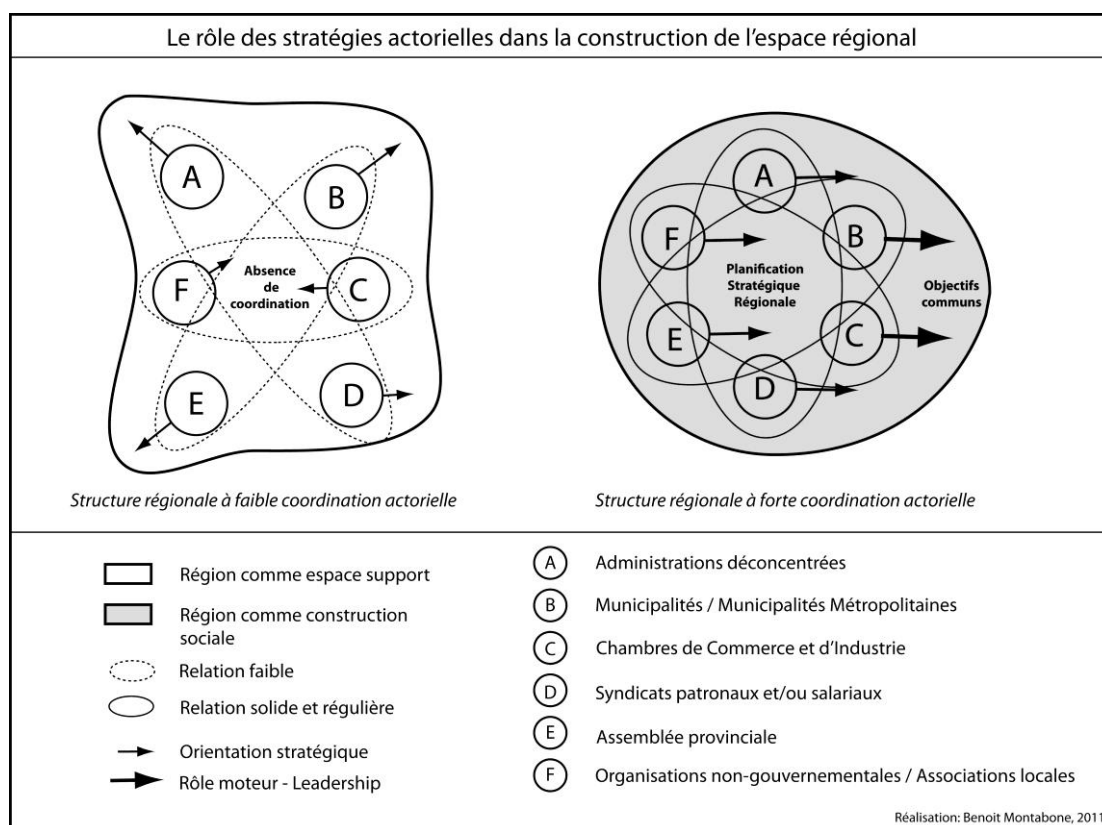 Le rôle des stratégies actorielles dans la construction de l'espace régional
A
B
F
Absence
de
coordination
C
E
D
Structure régionale à faible coordination actorielle
A
F
B
Planification
Stratégique
Régionale
Objectifs
communs
E
C
D
Structure régionale à forte coordination actorielle
Région comme espace support
Région comme construction
sociale
Relation faible
Relation solide et régulière
Orientation stratégique
Rôle moteur - Leadership
A Administrations déconcentrées
B Municipalités / Municipalités Métropolitaines
C Chambres de Commerce et d'Industrie
D Syndicats patronaux et/ou salariaux
E Assemblée provinciale
F Organisations non-gouvernementales / Associations locales
Réalisation: Benoit Montabone, 2011